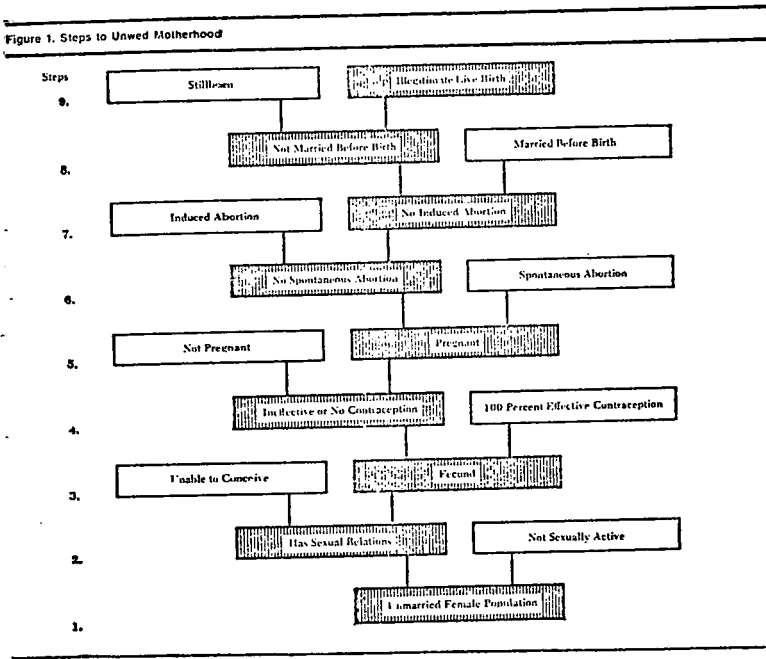 Figure 1. Steps to Unwed Motherhood
Steps
9.
Stillborn
Illegitimate Live Birth
8.
Not Married Before Birth
Married Before Birth
7.
Induced Abortion
No Induced Abortion
6.
No Spontaneous Abortion
Spontaneous Abortion
5.
Not Pregnant
Pregnant
4.
Ineffective or No Contraception
100 Percent Effective Contraception
3.
Unable to Conceive
Fecund
2.
Has Sexual Relations
Not Sexually Active
1.
Unmarried Female Population